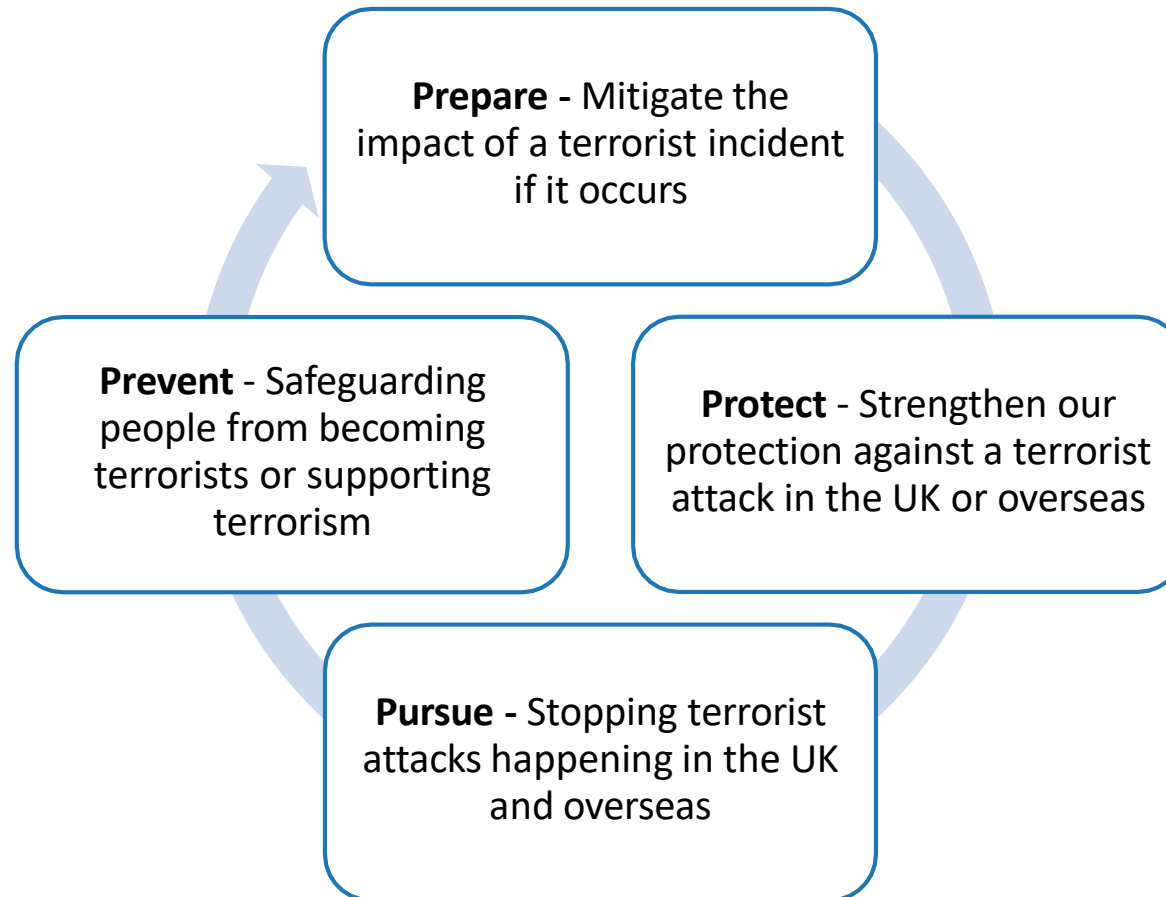 Prepare - Mitigate the
impact of a terrorist incident
if it occurs
Protect - Strengthen our
protection against a terrorist
attack in the UK or overseas
Pursue - Stopping terrorist
attacks happening in the UK
and overseas
Prevent - Safeguarding
people from becoming
terrorists or supporting
terrorism